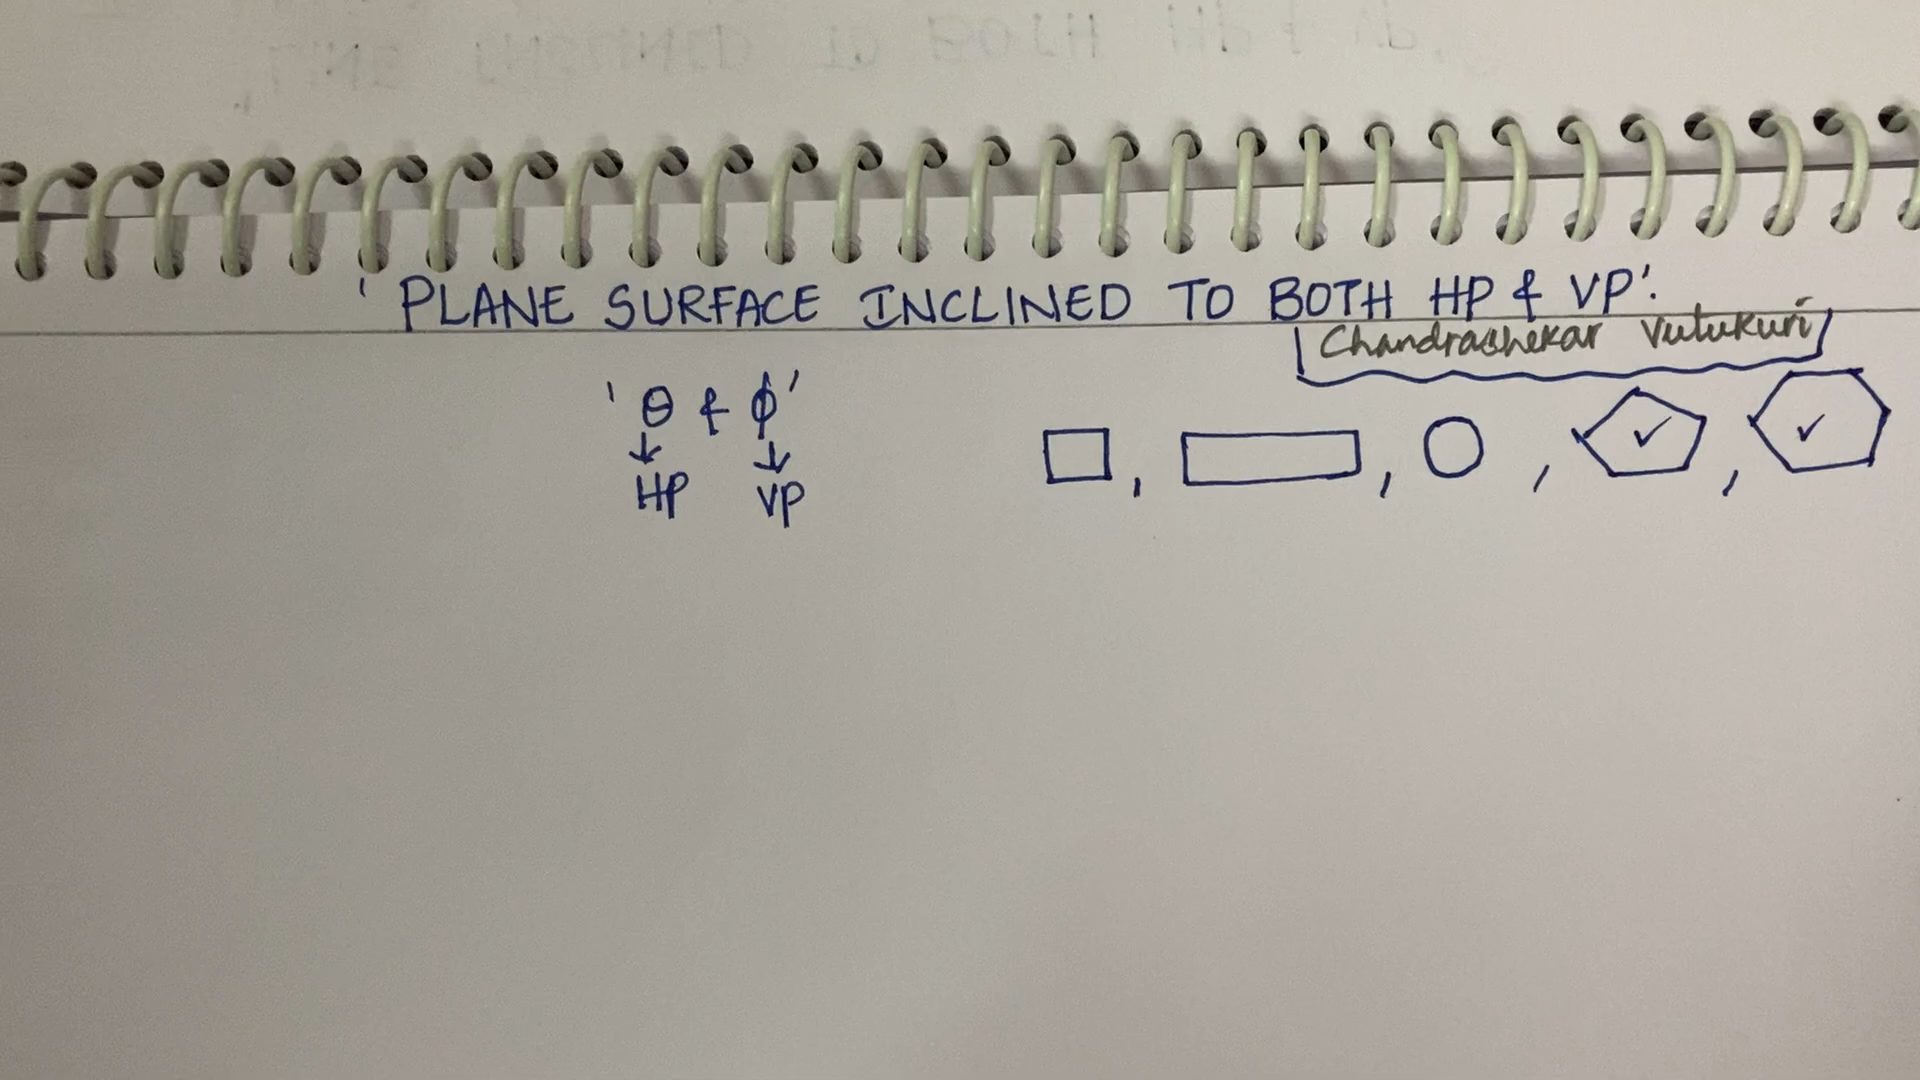 'PLANE SURFACE INCLINED TO BOTH HP & VP'.
Chandrashekar Vutukuri
'θ & ϕ'
↓ ↓
HP VP
, , , ,